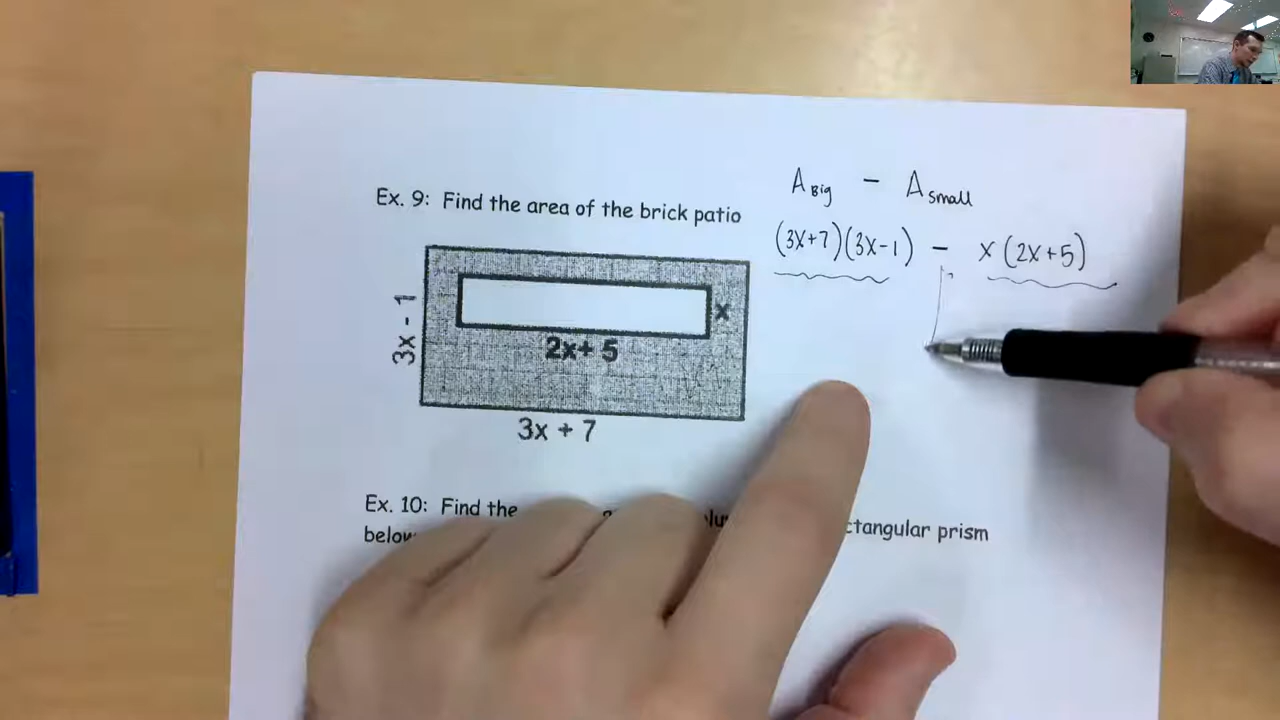 Ex. 9: Find the area of the brick patio
A Big - A small
(3x+7)(3x-1) - x(2x+5)
3x - 1
x
2x+ 5
3x + 7
Ex. 10: Find the
prism
below